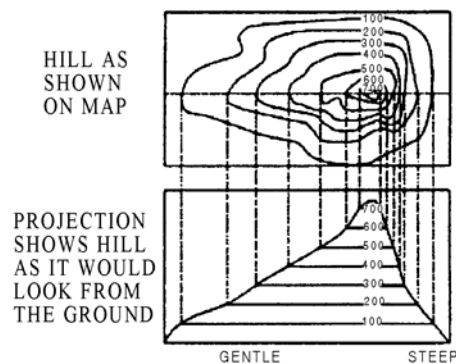 HILL AS
SHOWN
ON MAP
100
200
300
400
500
600
700
PROJECTION
SHOWS HILL
AS IT WOULD
LOOK FROM
THE GROUND
700
600
500
400
300
200
100
GENTLE
STEEP